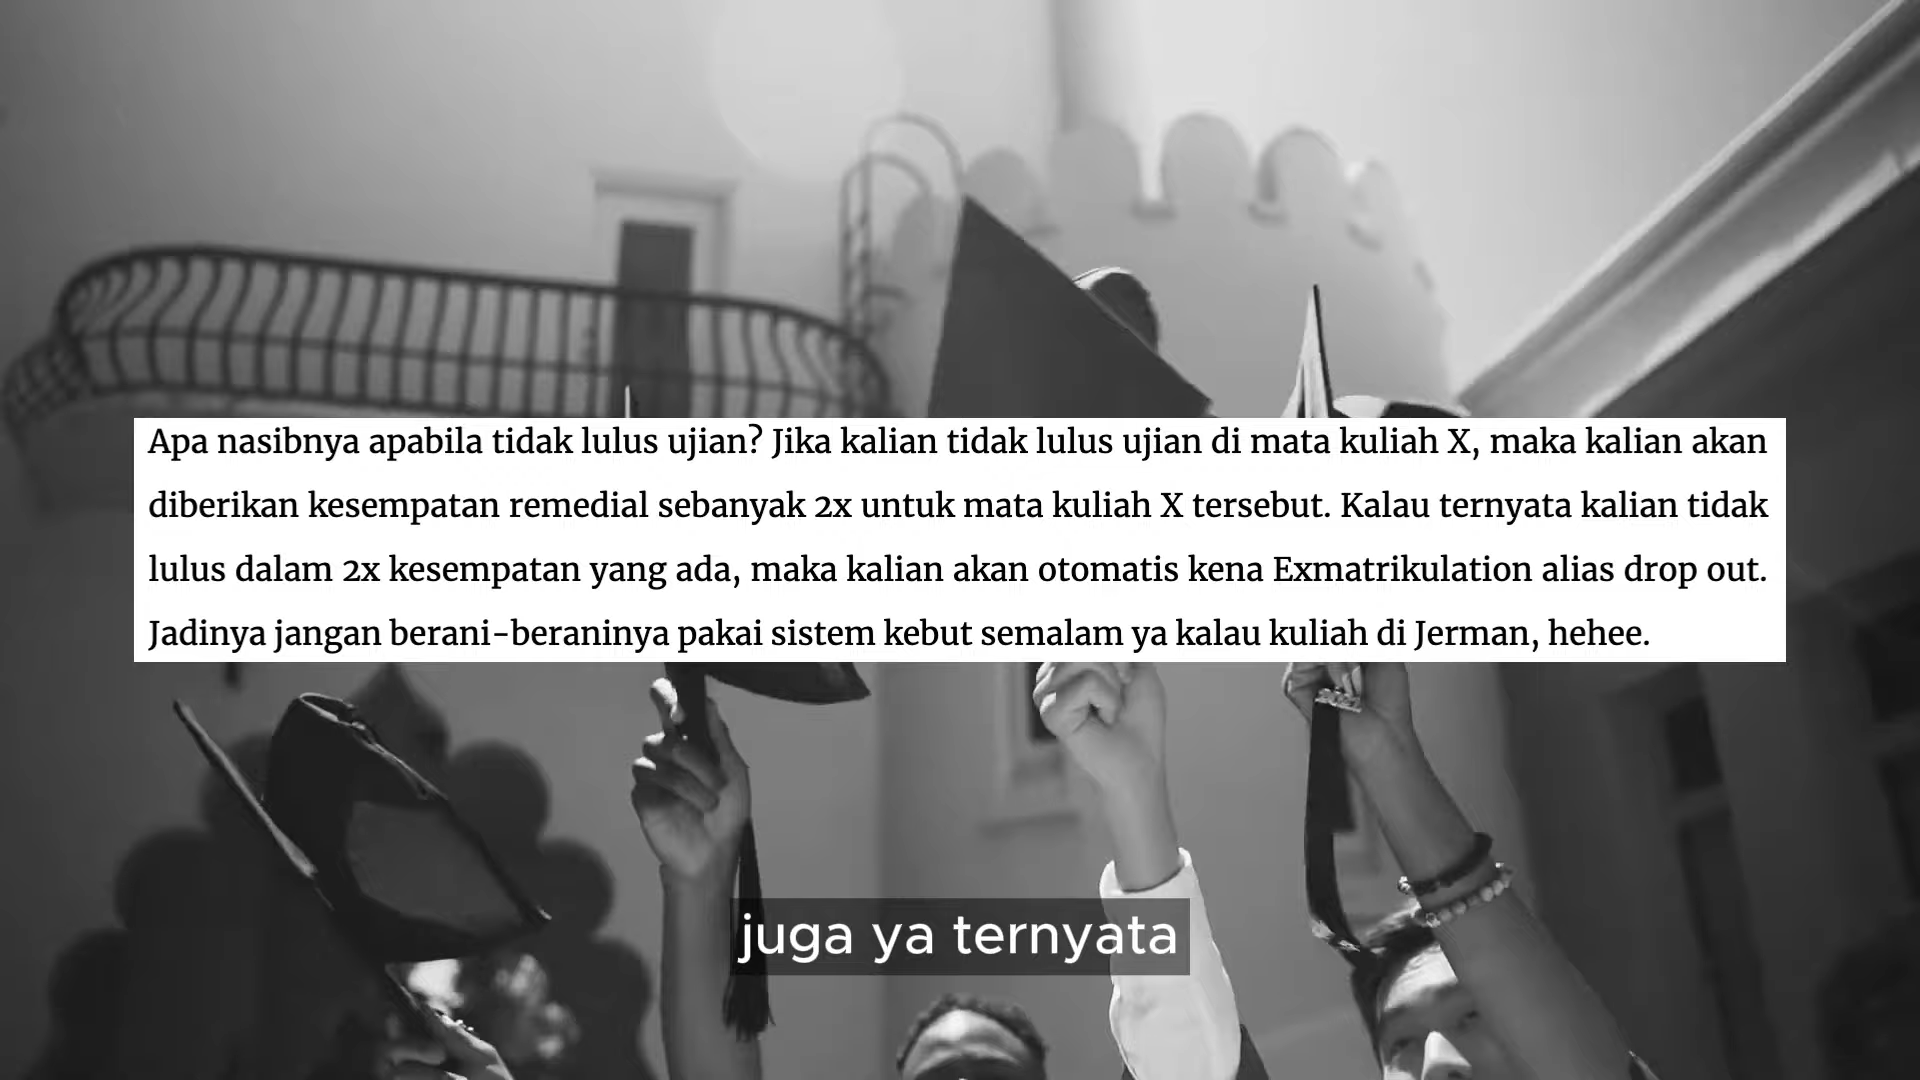 Apa nasibnya apabila tidak lulus ujian? Jika kalian tidak lulus ujian di mata kuliah X, maka kalian akan
diberikan kesempatan remedial sebanyak 2x untuk mata kuliah X tersebut. Kalau ternyata kalian tidak
lulus dalam 2x kesempatan yang ada, maka kalian akan otomatis kena Exmatrikulation alias drop out.
Jadinya jangan berani-beraninya pakai sistem kebut semalam ya kalau kuliah di Jerman, hehee.
juga ya ternyata